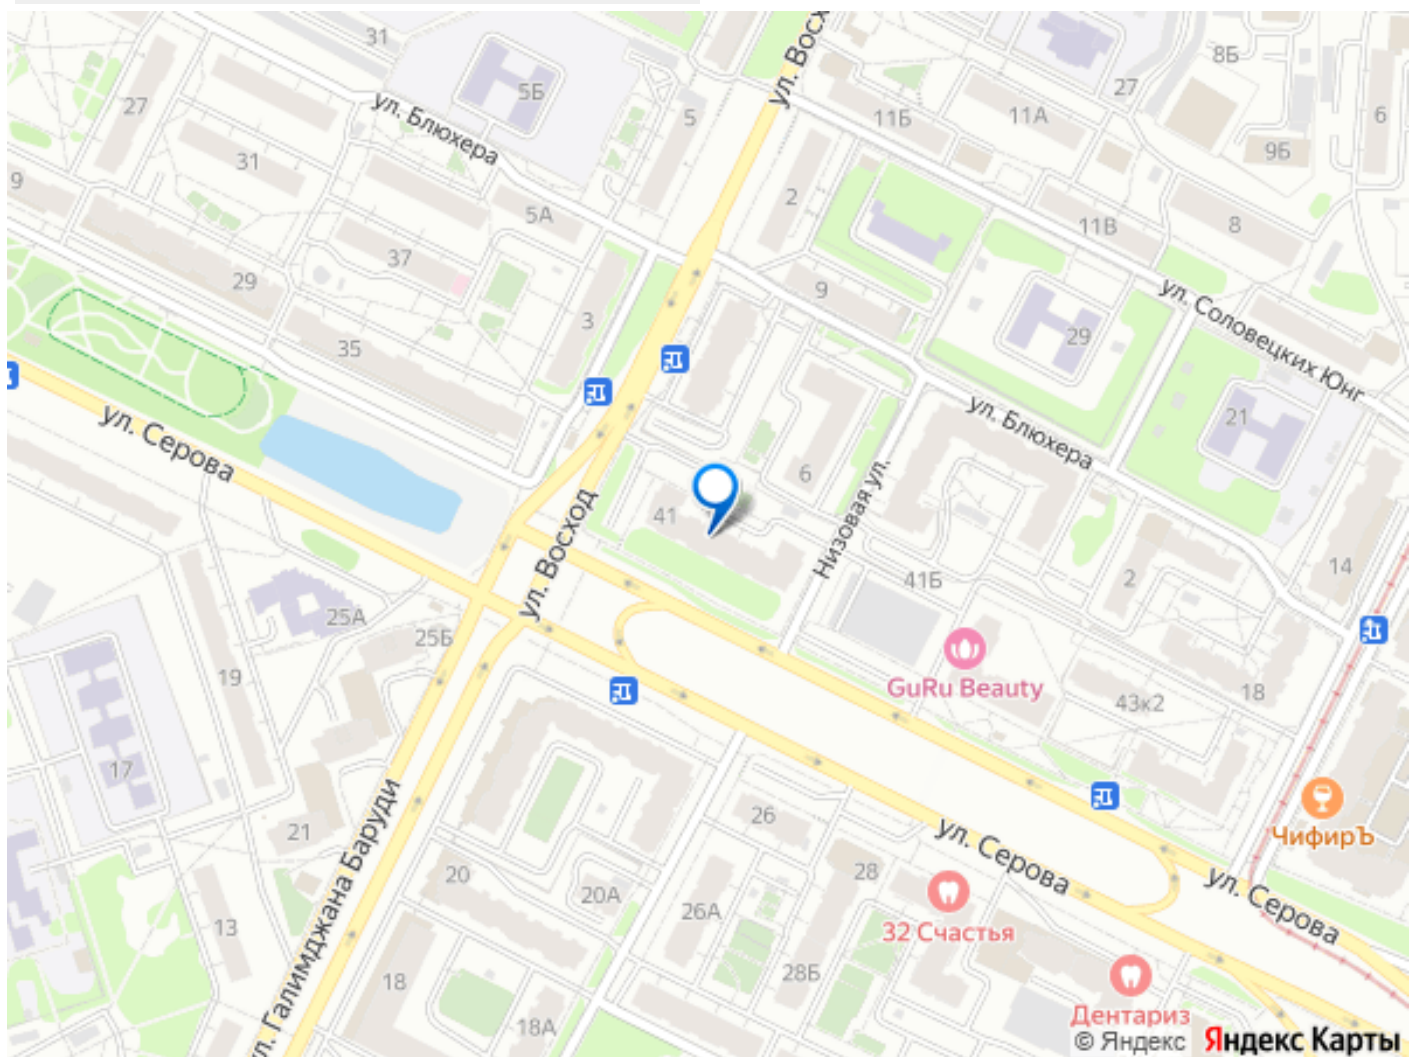 31
27
5Б
5
ул. Восх
8Б
27
6
ул. Блюхера
11Б
11А
9Б
31
9
5А
2
11В
8
37
29
9
3
35
29
ул. Соловецких Юнг
ул. Серова
ул. Блюхера
21
6
41
Низовая ул.
ул. Восход
41Б
2
14
25А
25Б
19
GuRu Beauty
18
43к2
17
ЧифирЪ
21
26
ул. Серова
ул. Галимджана Баруди
20
20А
28
26А
32 Счастья
ул. Серова
13
18
28Б
18А
Дентариз
© Яндекс Яндекс Карты